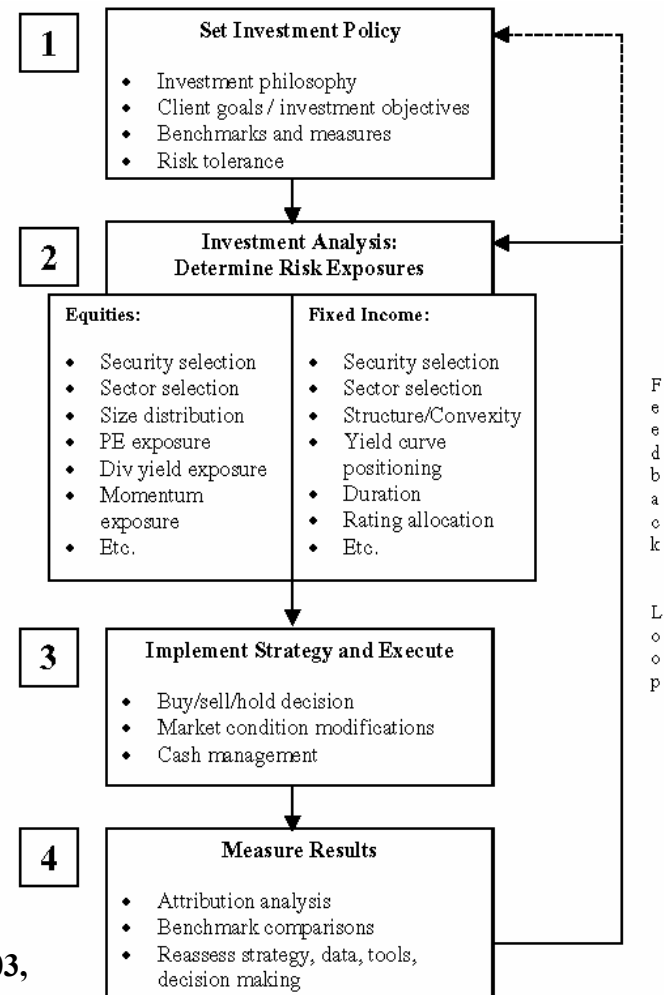 1
Set Investment Policy
• Investment philosophy
• Client goals / investment objectives
• Benchmarks and measures
• Risk tolerance
2
Investment Analysis:
Determine Risk Exposures
Equities:
• Security selection
• Sector selection
• Size distribution
• PE exposure
• Div yield exposure
• Momentum
exposure
• Etc.
Fixed Income:
• Security selection
• Sector selection
• Structure/Convexity
• Yield curve
positioning
• Duration
• Rating allocation
• Etc.
Feedback
Loop
3
Implement Strategy and Execute
• Buy/sell/hold decision
• Market condition modifications
• Cash management
4
Measure Results
• Attribution analysis
• Benchmark comparisons
• Reassess strategy, data, tools,
decision making